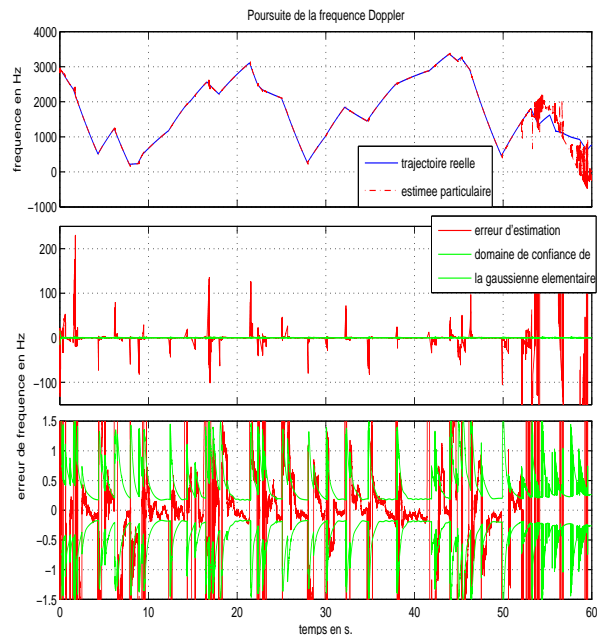 Poursuite de la frequence Doppler
frequence en Hz
4000
3000
2000
1000
0
−1000
trajectoire reelle
estimee particulaire
200
100
0
−100
erreur d'estimation
domaine de confiance de
la gaussienne elementaire
erreur de frequence en Hz
1.5
1
0.5
0
−0.5
−1
−1.5
0 10 20 30 40 50 60
temps en s.